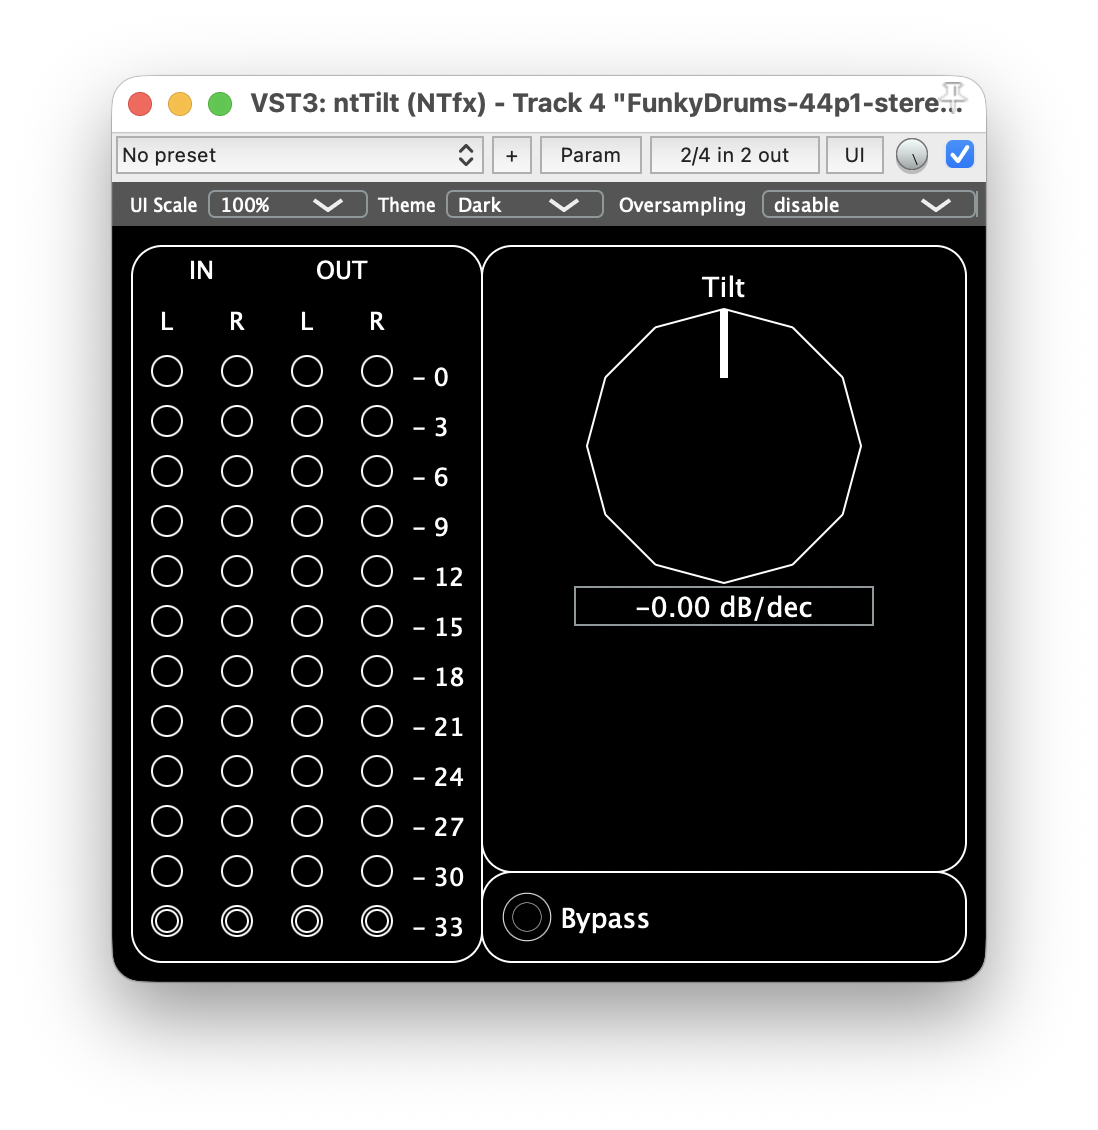 VST3: ntTilt (NTfx) - Track 4 "FunkyDrums-44p1-stere...
No preset + Param 2/4 in 2 out UI
UI Scale 100% Theme Dark Oversampling disable
IN OUT
L R L R
- 0
- 3
- 6
- 9
- 12
- 15
- 18
- 21
- 24
- 27
- 30
- 33
Tilt
-0.00 dB/dec
Bypass